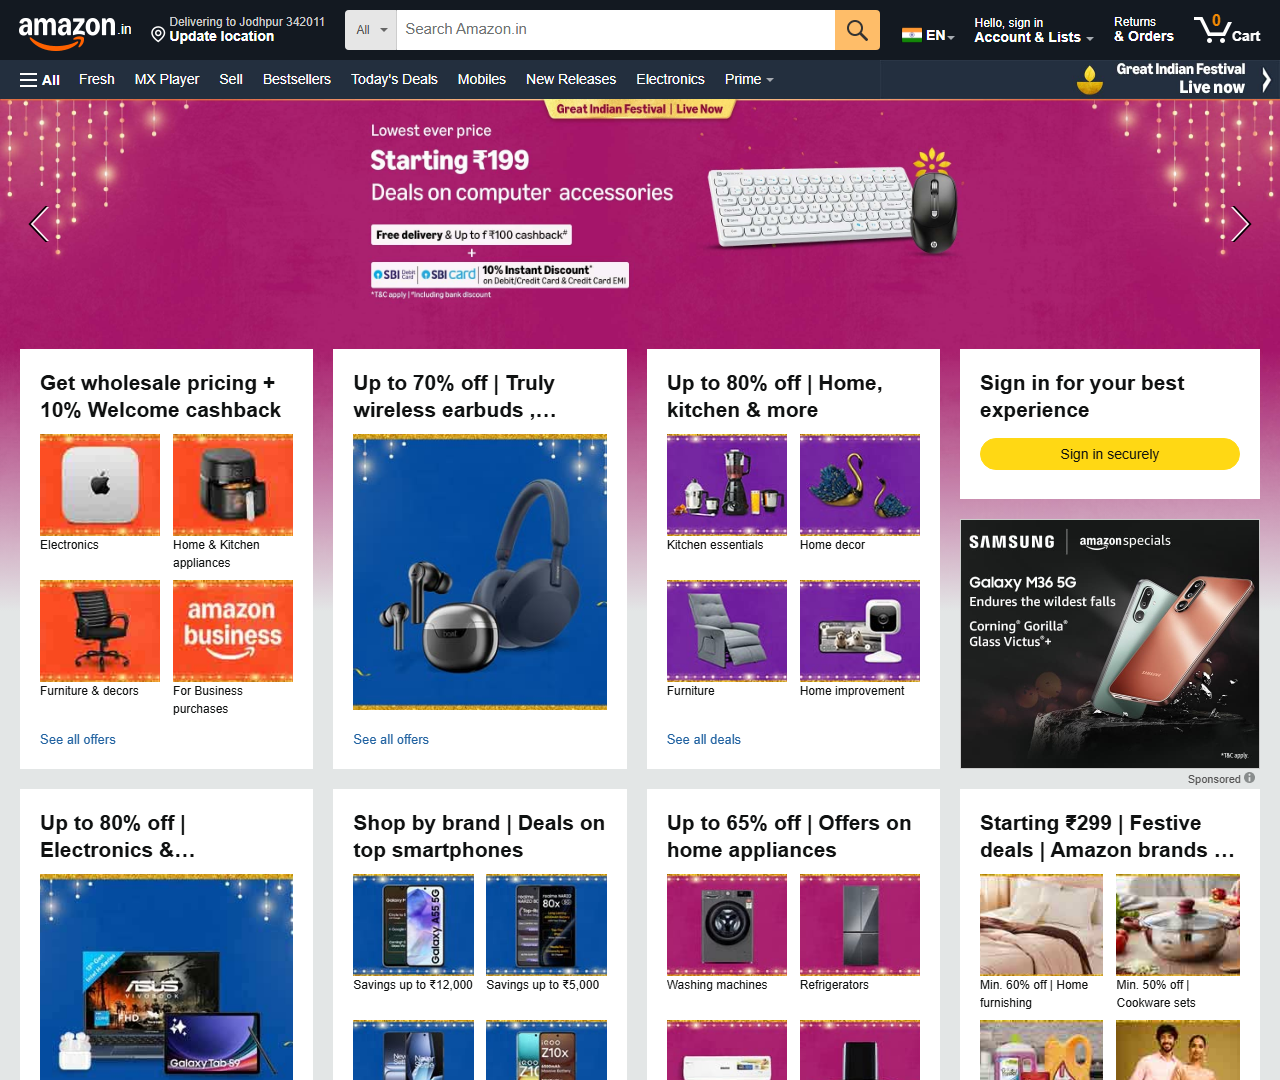 amazon.in
Delivering to Jodhpur 342011
Update location
All
Search Amazon.in
EN
Hello, sign in
Account & Lists
Returns
& Orders
0
Cart
All
Fresh
MX Player
Sell
Bestsellers
Today's Deals
Mobiles
New Releases
Electronics
Prime
Great Indian Festival
Live now
Great Indian Festival | Live Now
Lowest ever price
Starting ₹199
Deals on computer accessories
Free delivery & Up to f ₹100 cashback#
+
SBI Debit Card | SBI card | 10% Instant Discount*
on Debit/Credit Card & Credit Card EMI
*T&C apply | *Including bank discount
Get wholesale pricing +
10% Welcome cashback
Electronics
Home & Kitchen
appliances
amazon
business
Furniture & decors
For Business
purchases
See all offers
Up to 70% off | Truly
wireless earbuds ,…
boAt
See all offers
Up to 80% off | Home,
kitchen & more
Kitchen essentials
Home decor
Furniture
Home improvement
See all deals
Sign in for your best
experience
Sign in securely
SAMSUNG | amazon specials
Galaxy M36 5G
Endures the wildest falls
Corning® Gorilla®
Glass Victus®+
SAMSUNG
*T&C apply.
Sponsored
Up to 80% off |
Electronics &…
13th Gen
Intel H-Series
ASUS
VIVOBOOK
FHD
Galaxy Tab S9
Shop by brand | Deals on
top smartphones
Galaxy A55 5G
realme
NARZO
80x
Savings up to ₹12,000
Savings up to ₹5,000
iQOO
Z10x
Up to 65% off | Offers on
home appliances
Washing machines
Refrigerators
Starting ₹299 | Festive
deals | Amazon brands …
Min. 60% off | Home
furnishing
Min. 50% off |
Cookware sets